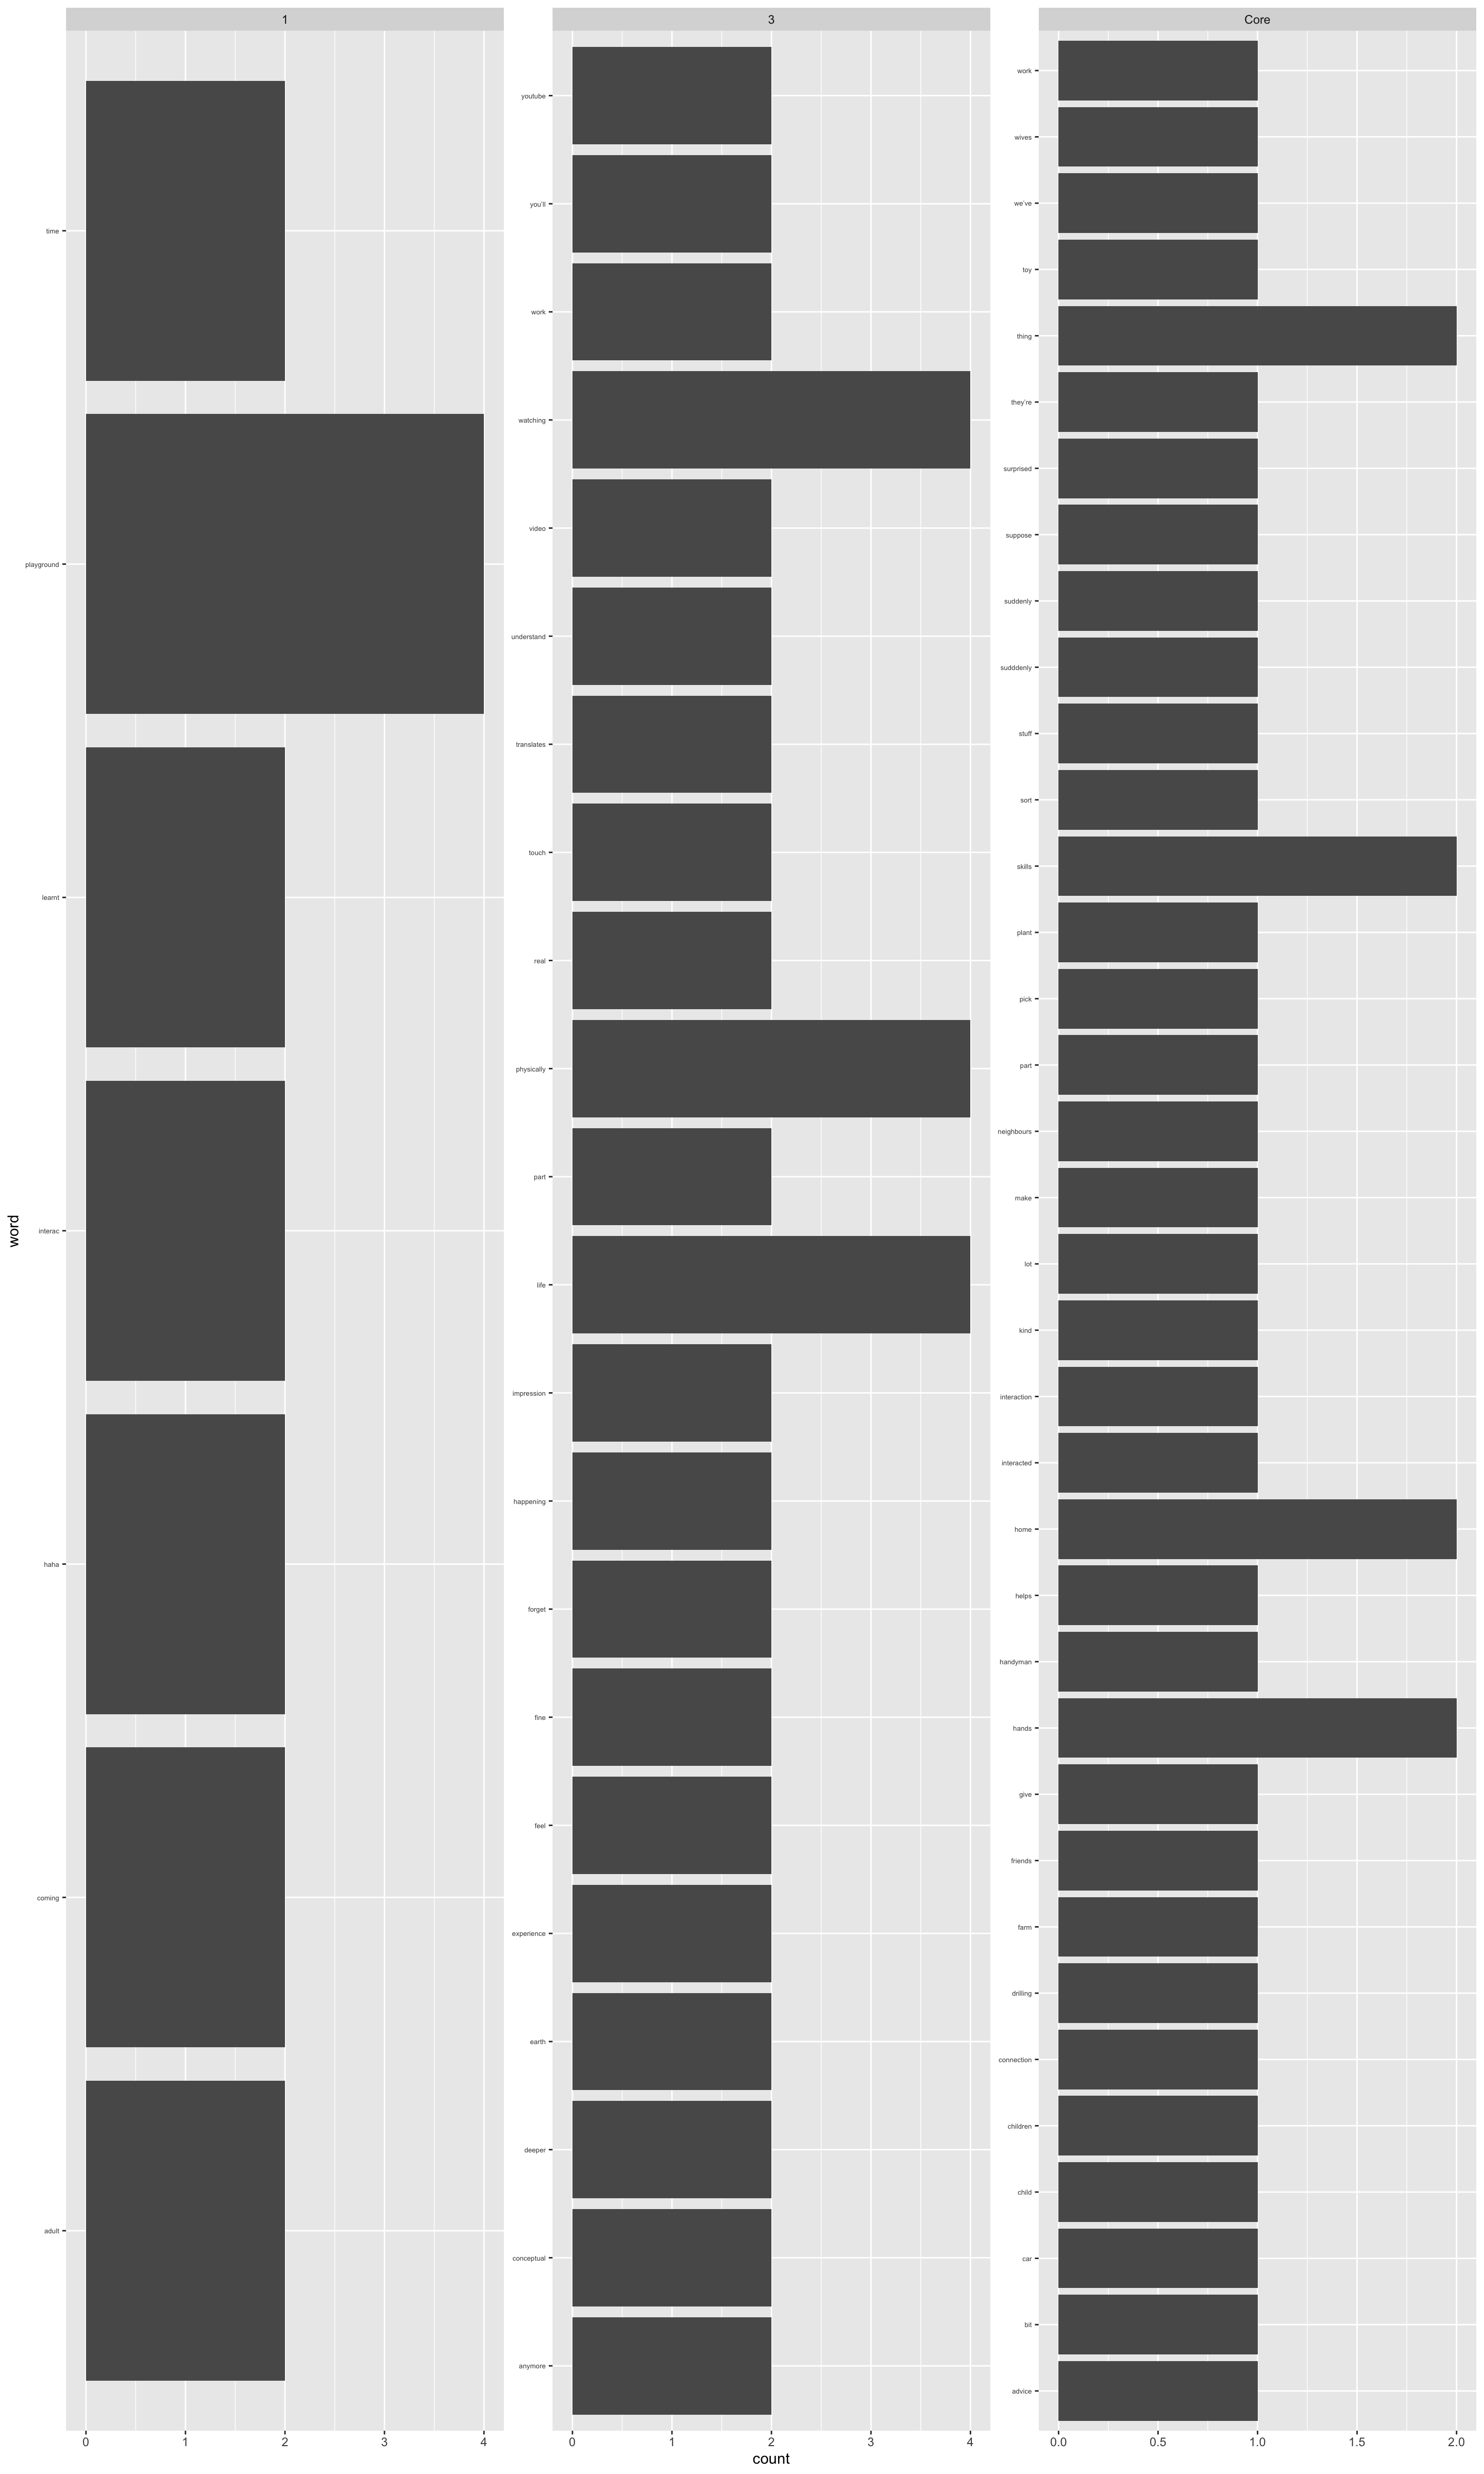 1
3
Core
word
time
playground
learnt
interac
haha
coming
adult
0 1 2 3 4
youtube
you'll
work
watching
video
understand
translates
touch
real
physically
part
life
impression
happening
forget
fine
feel
experience
earth
deeper
conceptual
anymore
0 1 2 3 4
work
wives
we've
toy
thing
they're
surprised
suppose
suddenly
sudddenly
stuff
sort
skills
plant
pick
part
neighbours
make
lot
kind
interaction
interacted
home
helps
handyman
hands
give
friends
farm
drilling
connection
children
child
car
bit
advice
0.0 0.5 1.0 1.5 2.0
count